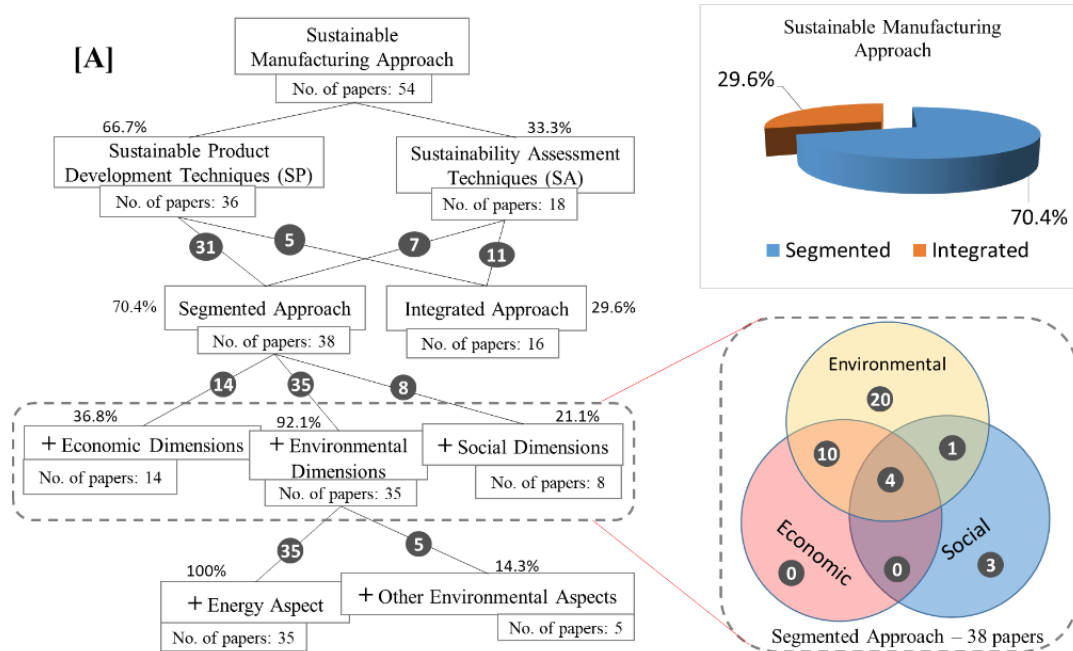 [A]
Sustainable
Manufacturing Approach
No. of papers: 54
66.7%
33.3%
Sustainable Product
Development Techniques (SP)
No. of papers: 36
Sustainability Assessment
Techniques (SA)
No. of papers: 18
31
5
7
11
70.4%
Segmented Approach
No. of papers: 38
Integrated Approach
29.6%
No. of papers: 16
14
35
8
36.8%
+ Economic Dimensions
No. of papers: 14
92.1%
+ Environmental
Dimensions
No. of papers: 35
21.1%
+ Social Dimensions
No. of papers: 8
35
5
100%
+ Energy Aspect
No. of papers: 35
14.3%
+ Other Environmental Aspects
No. of papers: 5
Sustainable Manufacturing
Approach
29.6%
70.4%
Segmented
Integrated
Environmental
20
10
1
4
Economic
Social
0
0
3
Segmented Approach – 38 papers